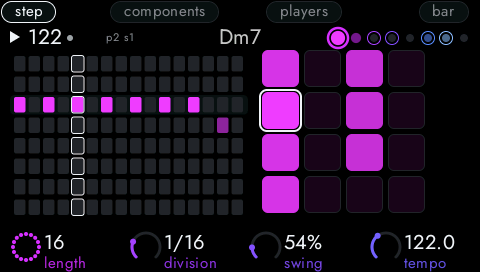 step components players bar
122 p2 s1 Dm7
16 1/16 54% 122.0
length division swing tempo